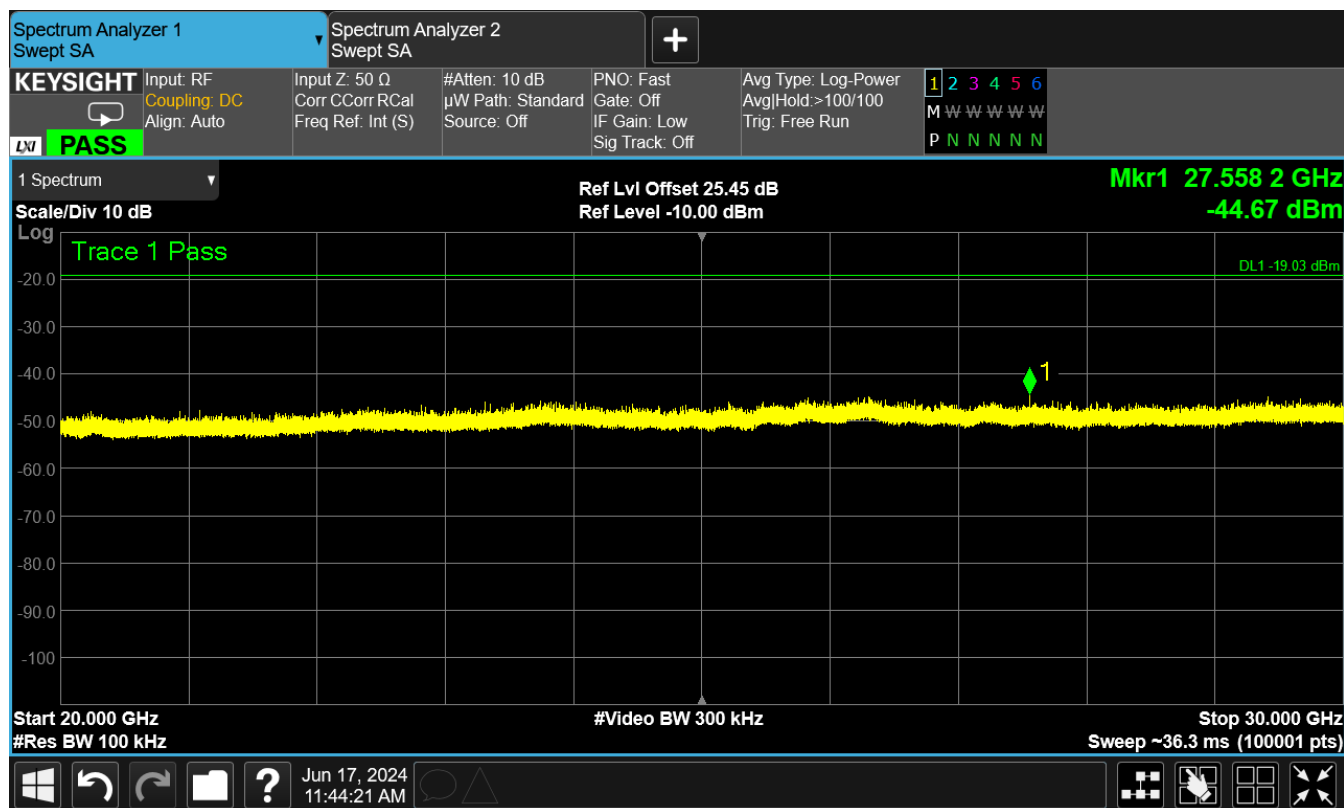 Spectrum Analyzer 1
Swept SA
Spectrum Analyzer 2
Swept SA
KEYSIGHT
LXI
PASS
Input: RF
Coupling: DC
Align: Auto
Input Z: 50 Ω
Corr CCorr RCal
Freq Ref: Int (S)
#Atten: 10 dB
µW Path: Standard
Source: Off
PNO: Fast
Gate: Off
IF Gain: Low
Sig Track: Off
Avg Type: Log-Power
Avg|Hold:>100/100
Trig: Free Run
1 2 3 4 5 6
M W W W W W
P N N N N N
1 Spectrum
Scale/Div 10 dB
Log
Ref Lvl Offset 25.45 dB
Ref Level -10.00 dBm
Mkr1 27.558 2 GHz
-44.67 dBm
Trace 1 Pass
DL1 -19.03 dBm
-20.0
-30.0
-40.0
1
-50.0
-60.0
-70.0
-80.0
-90.0
-100
Start 20.000 GHz
#Res BW 100 kHz
#Video BW 300 kHz
Stop 30.000 GHz
Sweep ~36.3 ms (100001 pts)
?
Jun 17, 2024
11:44:21 AM